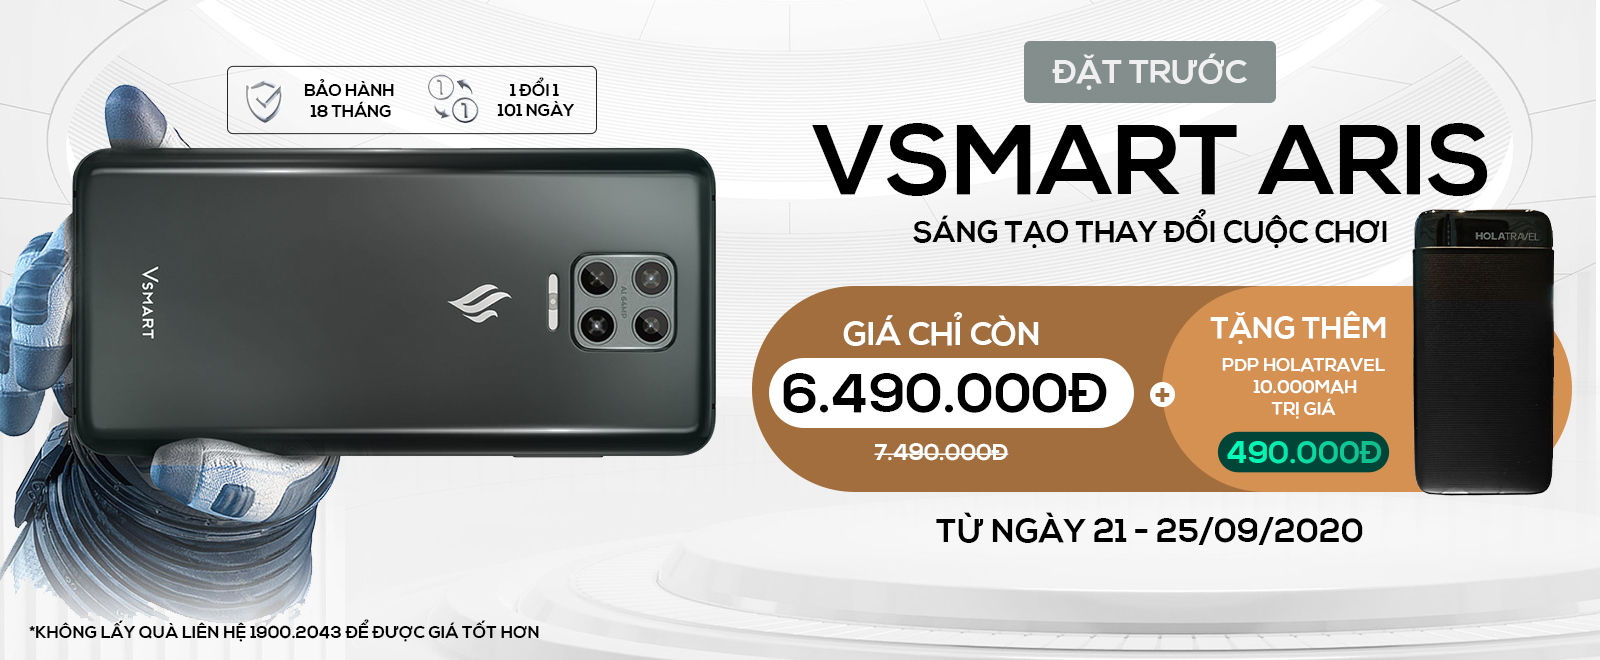 BẢO HÀNH
18 THÁNG
1 ĐỔI 1
101 NGÀY
ĐẶT TRƯỚC
VSMART ARIS
SÁNG TẠO THAY ĐỔI CUỘC CHƠI
HOLATRAVEL
VSMART
AI 64MP
GIÁ CHỈ CÒN
6.490.000Đ
7.490.000Đ
+
TẶNG THÊM
PDP HOLATRAVEL
10.000MAH
TRỊ GIÁ
490.000Đ
TỪ NGÀY 21 - 25/09/2020
*KHÔNG LẤY QUÀ LIÊN HỆ 1900.2043 ĐỂ ĐƯỢC GIÁ TỐT HƠN